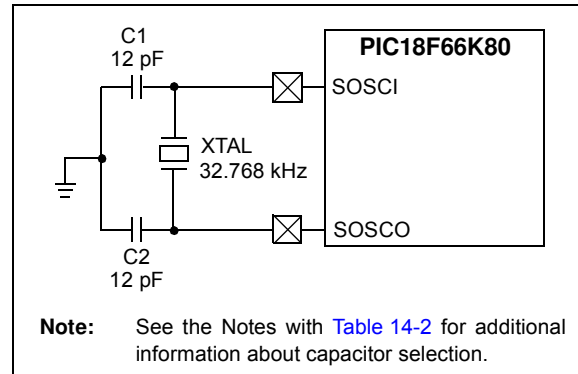 C1
12 pF
PIC18F66K80
SOSCI
XTAL
32.768 kHz
SOSCO
C2
12 pF
Note: See the Notes with Table 14-2 for additional
information about capacitor selection.